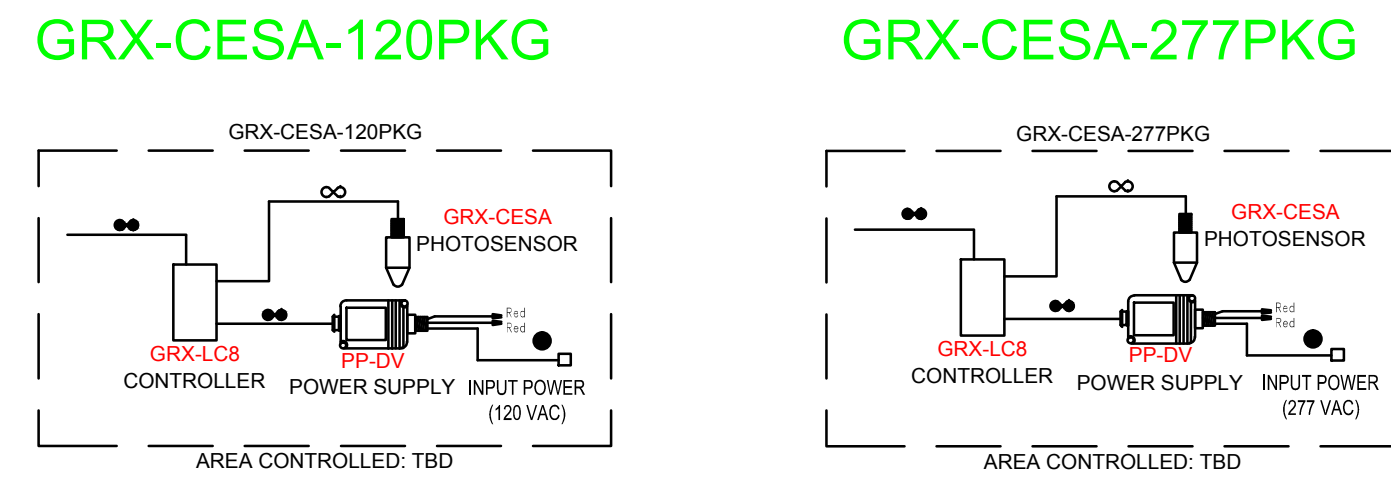 GRX-CESA-120PKG
GRX-CESA-120PKG
GRX-CESA
PHOTOSENSOR
Red
Red
GRX-LC8
CONTROLLER
PP-DV
POWER SUPPLY
INPUT POWER
(120 VAC)
AREA CONTROLLED: TBD
GRX-CESA-277PKG
GRX-CESA-277PKG
GRX-CESA
PHOTOSENSOR
Red
Red
GRX-LC8
CONTROLLER
PP-DV
POWER SUPPLY
INPUT POWER
(277 VAC)
AREA CONTROLLED: TBD